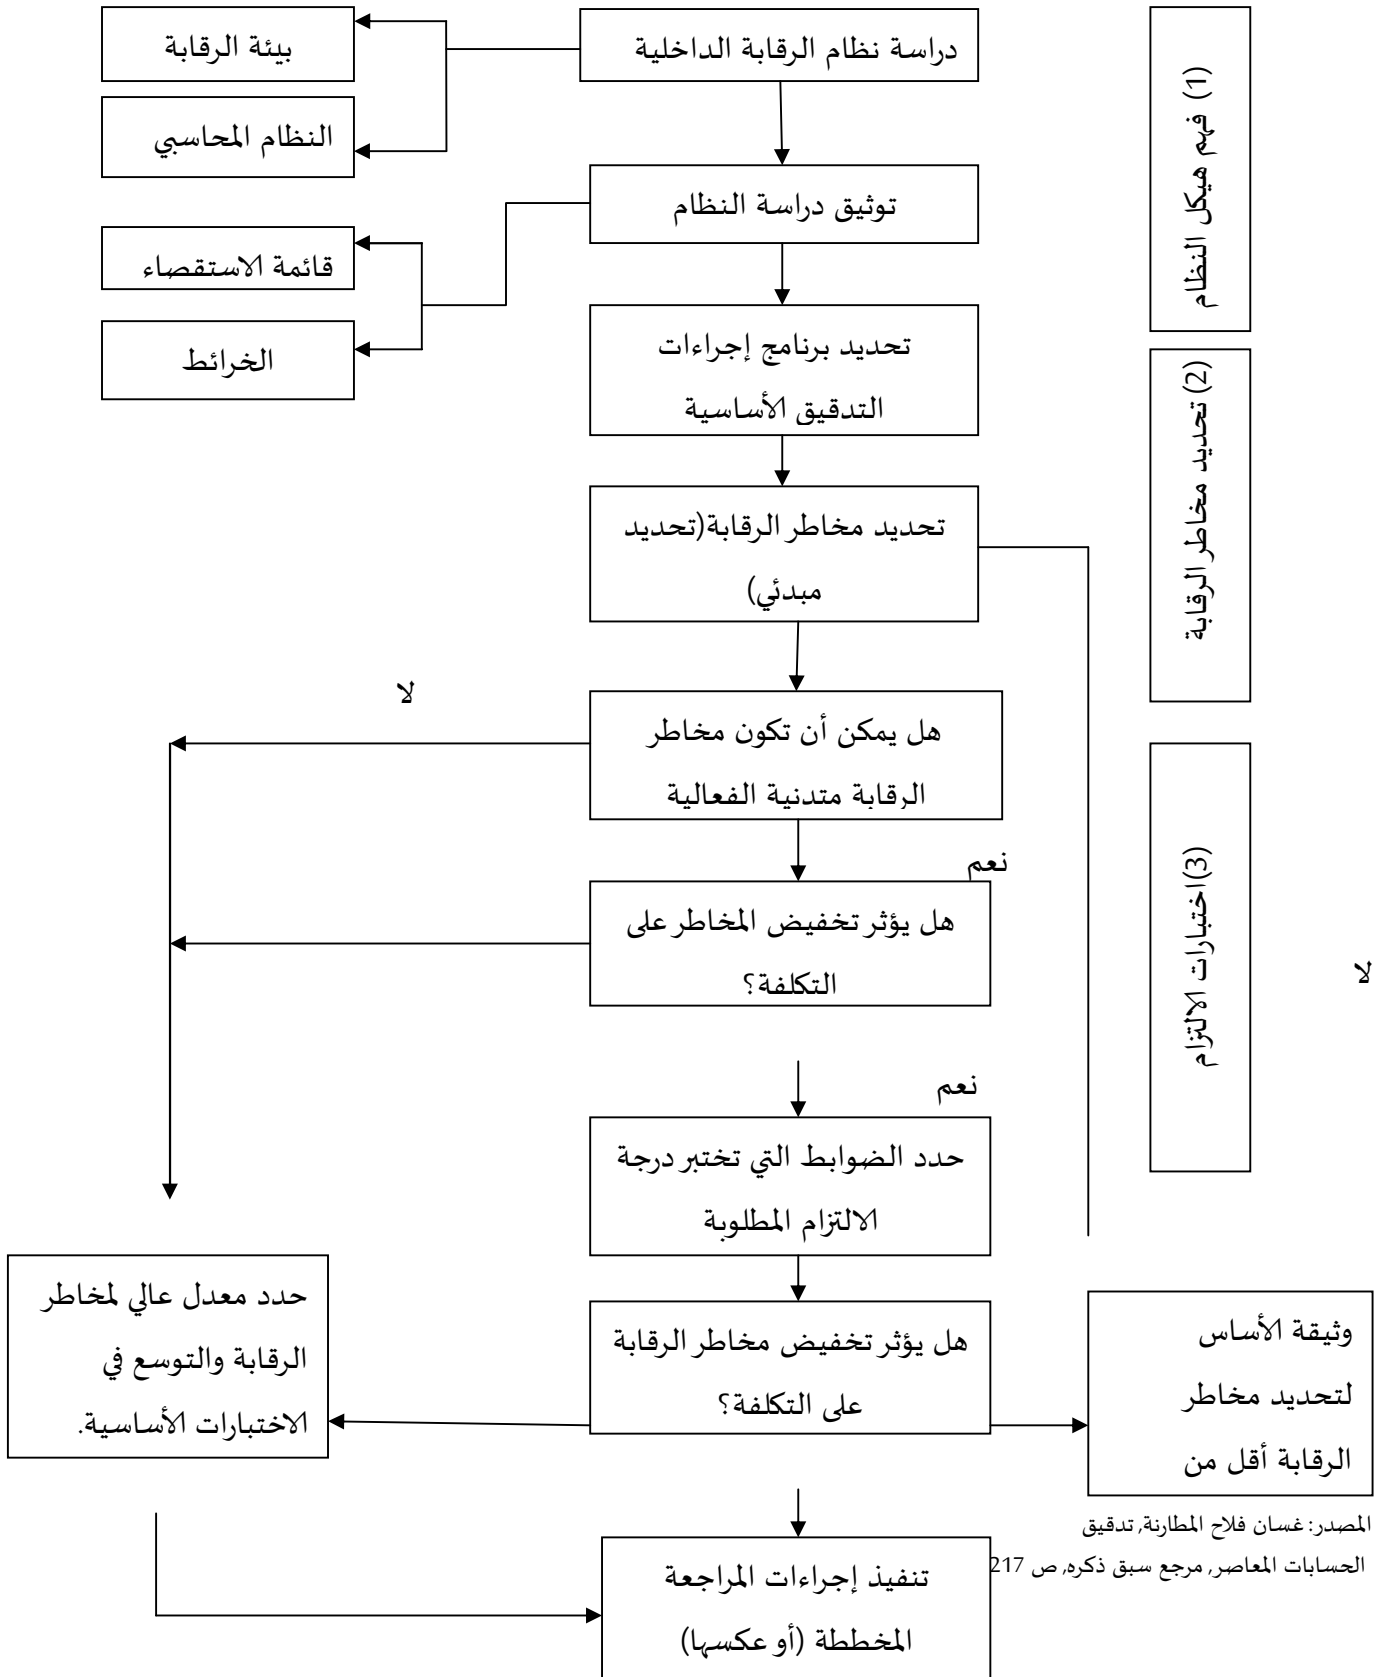 دراسة نظام الرقابة الداخلية
بيئة الرقابة
النظام المحاسبي
توثيق دراسة النظام
قائمة الاستقصاء
الخرائط
(1) فهم هيكل النظام
تحديد برنامج إجراءات
التدقيق الأساسية
(2) تحديد مخاطر الرقابة
تحديد مخاطر الرقابة(تحديد
مبدئي)
لا
هل يمكن أن تكون مخاطر
الرقابة متدنية الفعالية
نعم
(3)اختبارات الالتزام
هل يؤثر تخفيض المخاطر على
التكلفة؟
لا
نعم
حدد الضوابط التي تختبر درجة
الالتزام المطلوبة
هل يؤثر تخفيض مخاطر الرقابة
على التكلفة؟
حدد معدل عالي لمخاطر
الرقابة والتوسع في
الاختبارات الأساسية.
وثيقة الأساس
لتحديد مخاطر
الرقابة أقل من
المصدر: غسان فلاح المطارنة, تدقيق
الحسابات المعاصر, مرجع سبق ذكره, ص 217
تنفيذ إجراءات المراجعة
المخططة (أو عكسها)